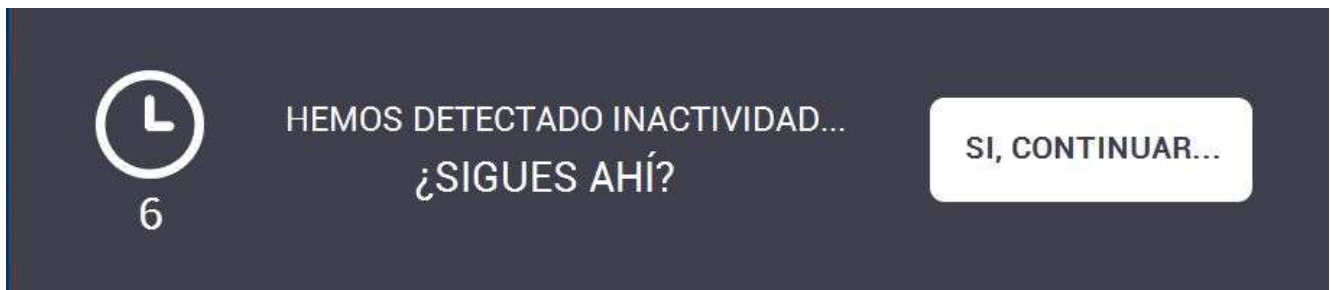 HEMOS DETECTADO INACTIVIDAD...
¿SIGUES AHÍ?
6
SI, CONTINUAR...